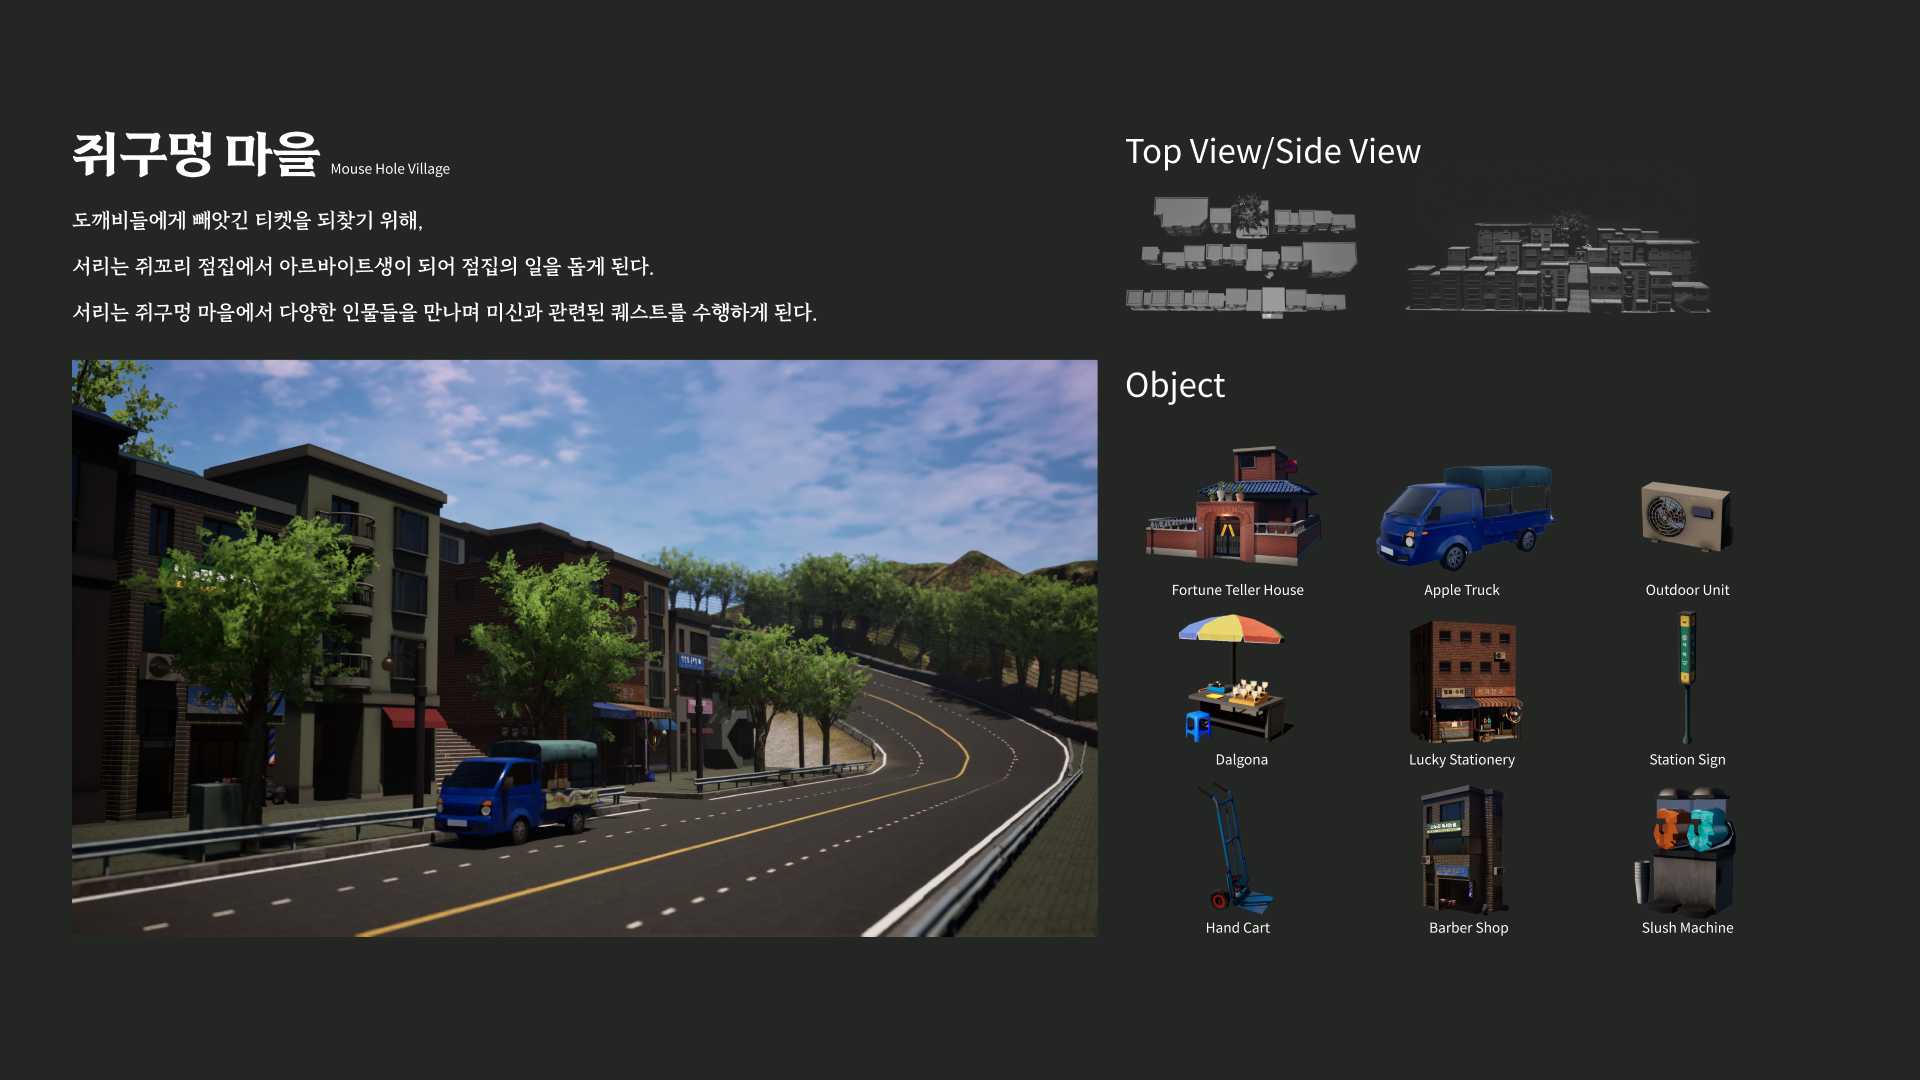 쥐구멍 마을 Mouse Hole Village
도깨비들에게 빼앗긴 티켓을 되찾기 위해,
서리는 쥐꼬리 점집에서 아르바이트생이 되어 점집의 일을 돕게 된다.
서리는 쥐구멍 마을에서 다양한 인물들을 만나며 미신과 관련된 퀘스트를 수행하게 된다.
Top View/Side View
Object
Fortune Teller House
Apple Truck
Outdoor Unit
Dalgona
Lucky Stationery
Station Sign
Hand Cart
Barber Shop
Slush Machine